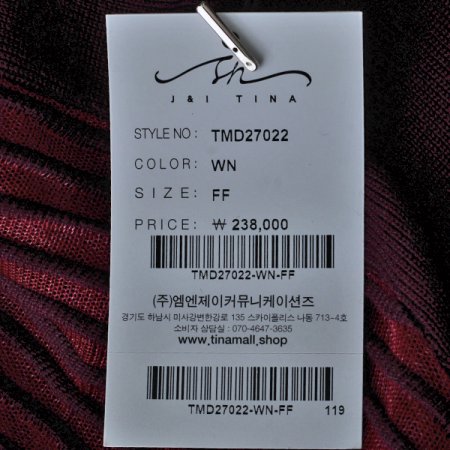 J & I TINA
STYLE NO : TMD27022
COLOR: WN
SIZE: FF
PRICE: ₩ 238,000
TMD27022-WN-FF
(주)엠엔제이커뮤니케이션즈
경기도 하남시 미사강변한강로 135 스카이폴리스 나동 713-4호
소비자 상담실 : 070-4647-3635
www.tinamall.shop
TMD27022-WN-FF 119